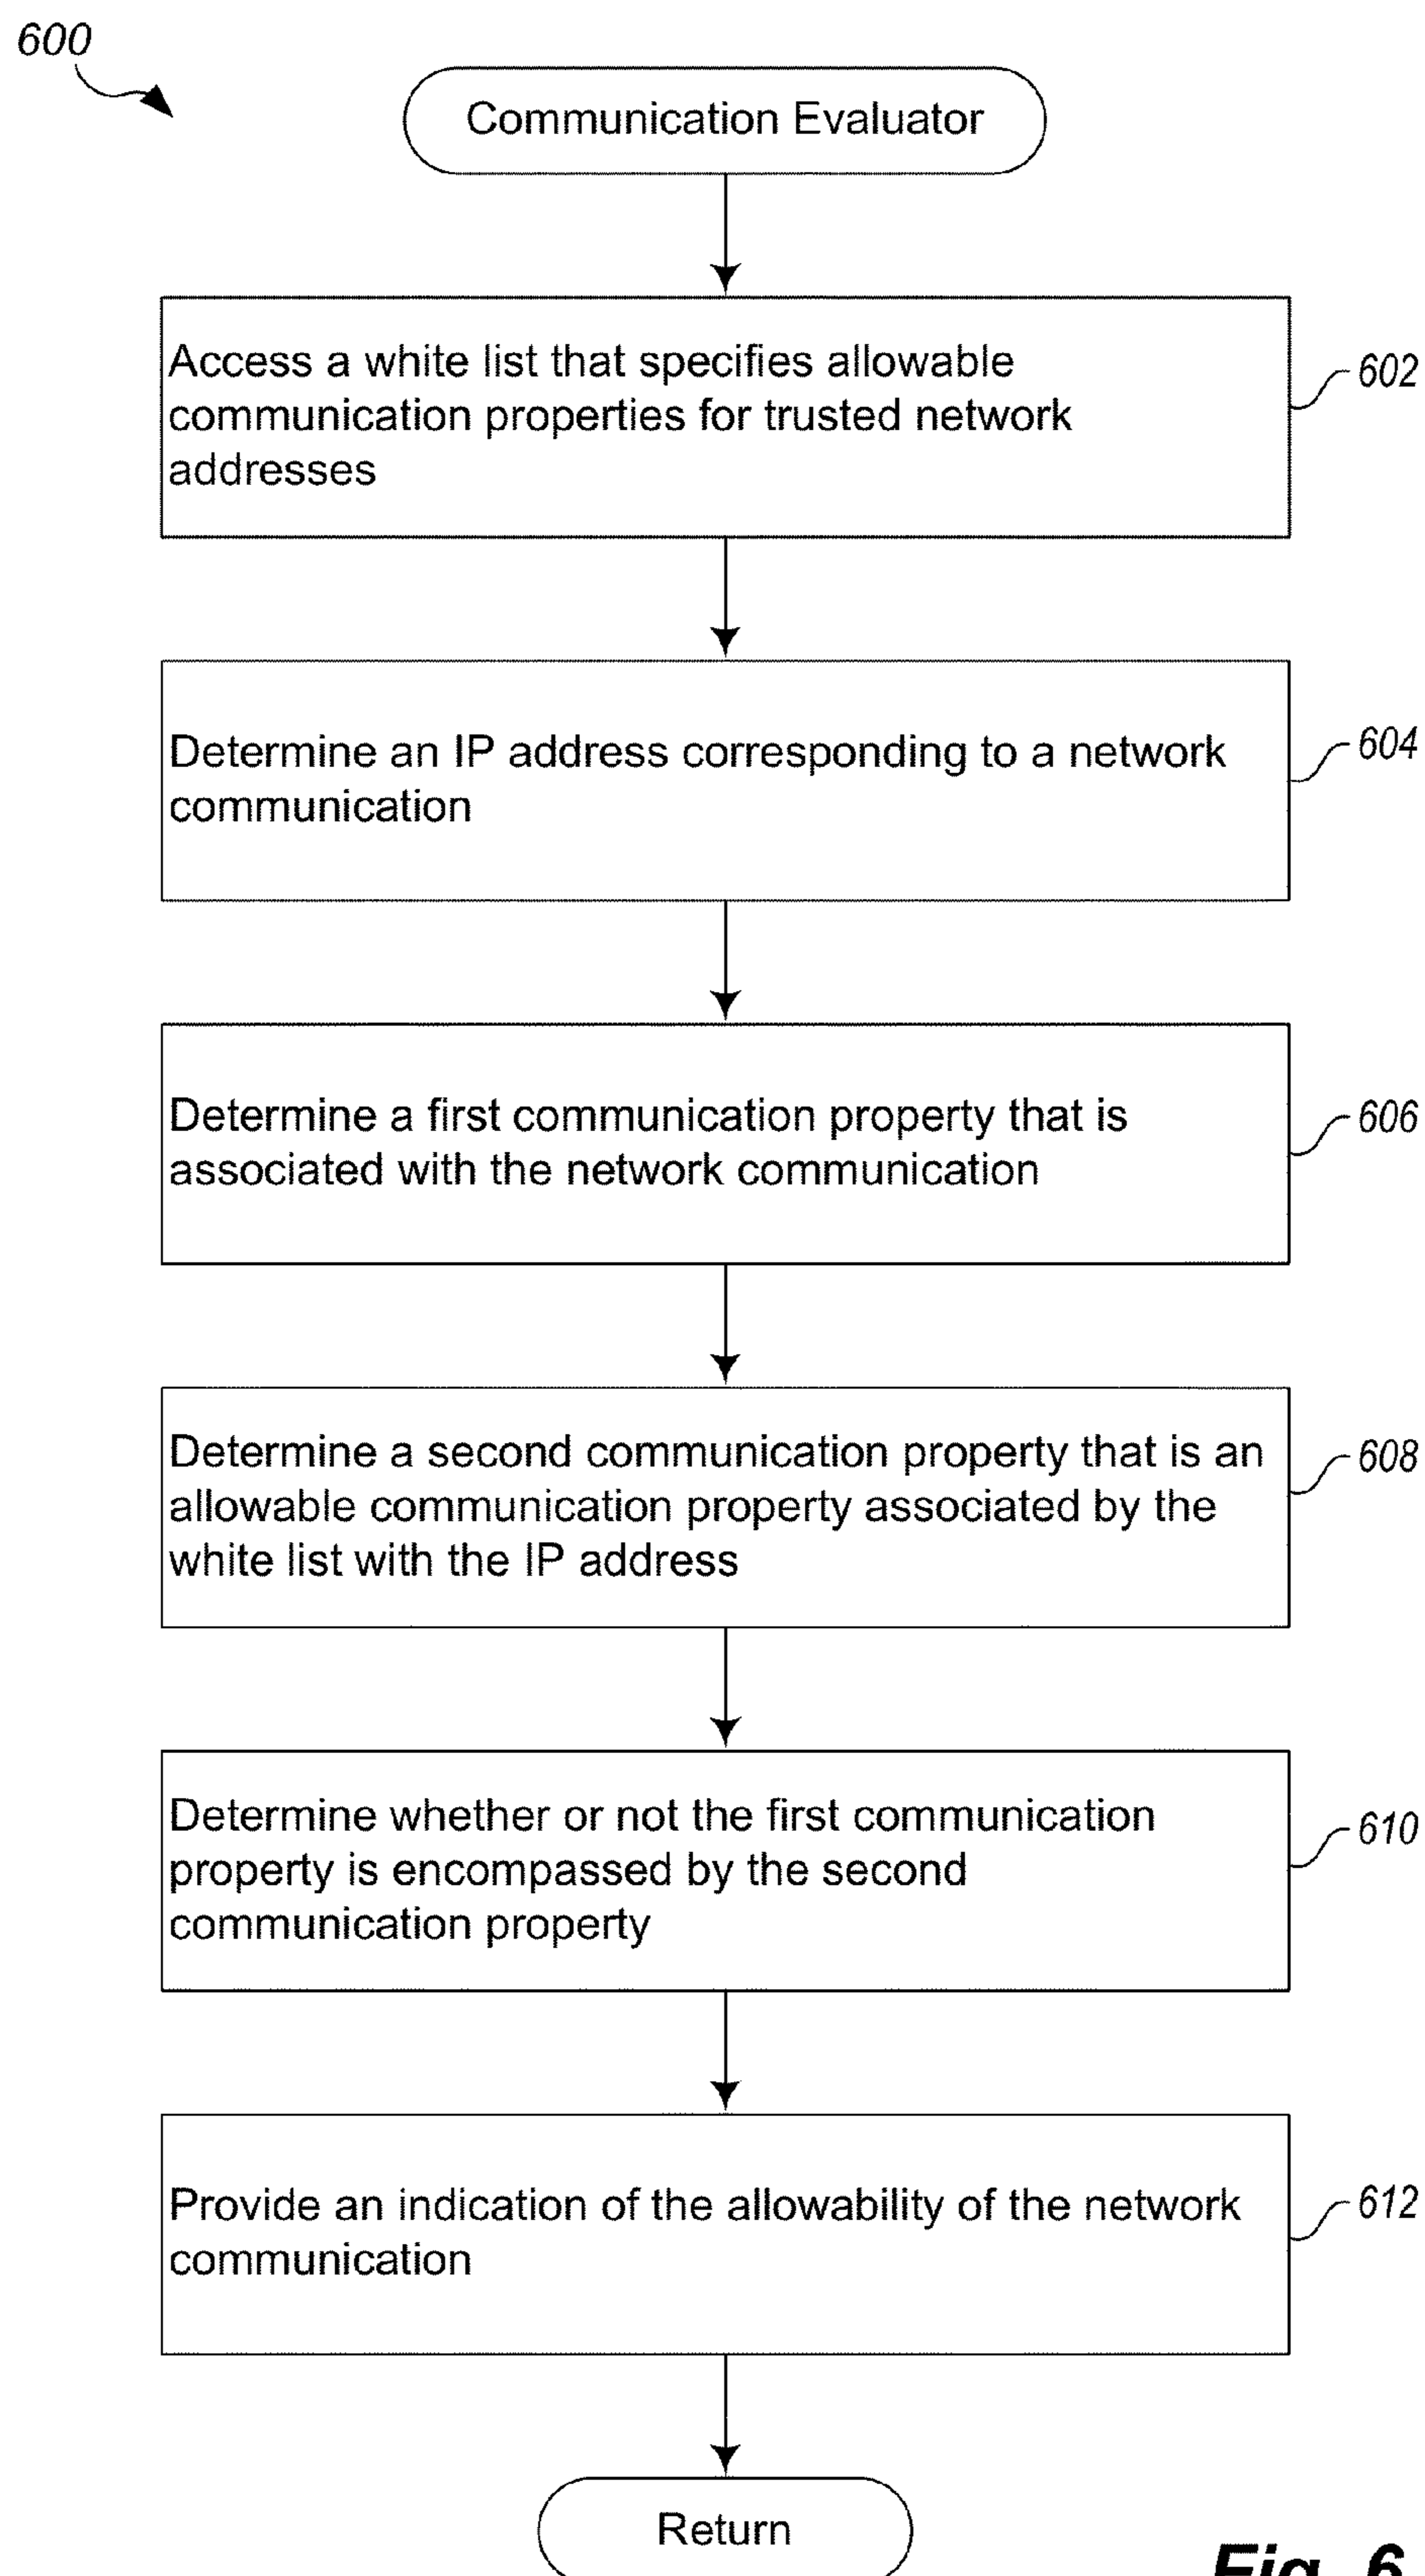 600
Communication Evaluator
Access a white list that specifies allowable
communication properties for trusted network
addresses
602
Determine an IP address corresponding to a network
communication
604
Determine a first communication property that is
associated with the network communication
606
Determine a second communication property that is an
allowable communication property associated by the
white list with the IP address
608
Determine whether or not the first communication
property is encompassed by the second
communication property
610
Provide an indication of the allowability of the network
communication
612
Return
Fig. 6